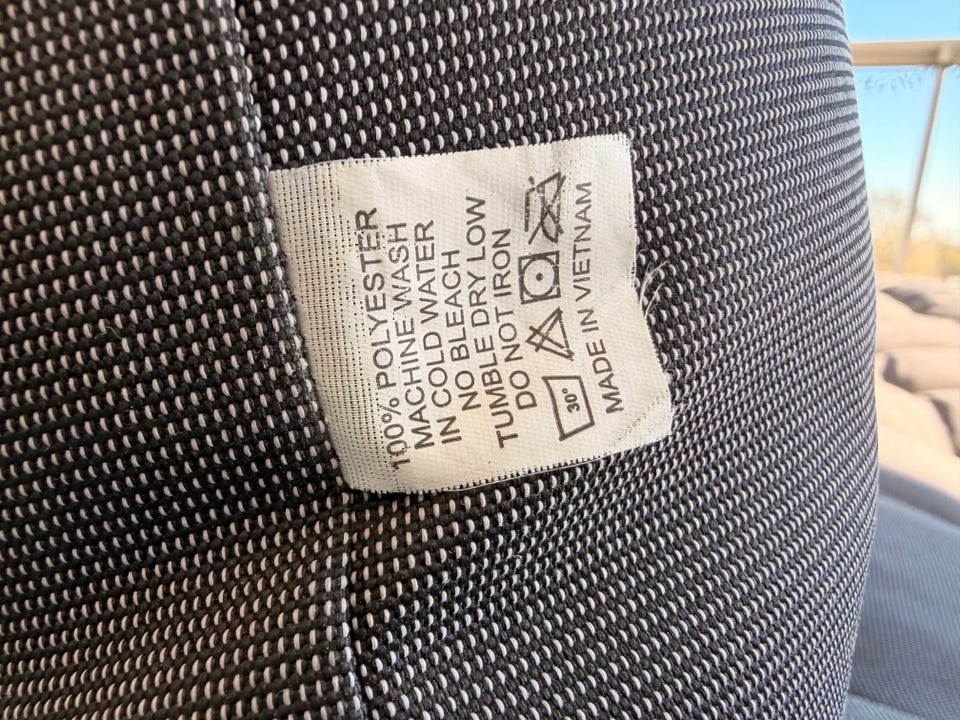 100% POLYESTER
MACHINE WASH
IN COLD WATER
NO BLEACH
TUMBLE DRY LOW
DO NOT IRON
30°
MADE IN VIETNAM